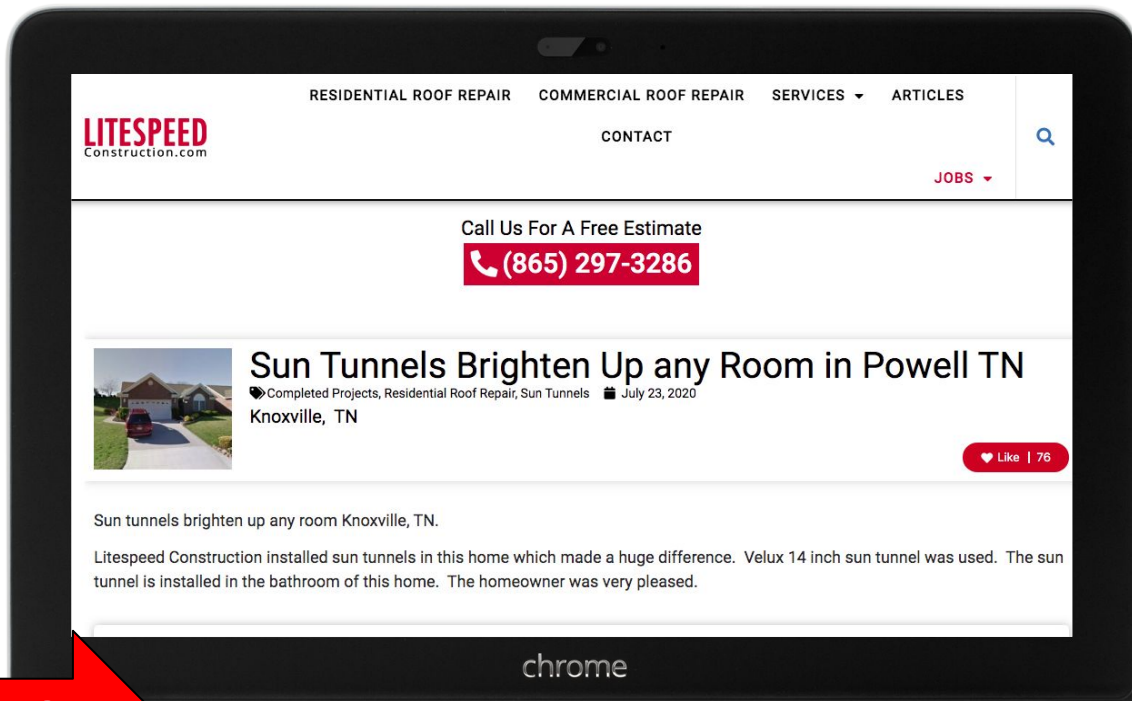 RESIDENTIAL ROOF REPAIR COMMERCIAL ROOF REPAIR SERVICES ARTICLES
LITESPEED
Construction.com
CONTACT
JOBS
Call Us For A Free Estimate
(865) 297-3286
Sun Tunnels Brighten Up any Room in Powell TN
Completed Projects, Residential Roof Repair, Sun Tunnels July 23, 2020
Knoxville, TN
Like | 76
Sun tunnels brighten up any room Knoxville, TN.
Litespeed Construction installed sun tunnels in this home which made a huge difference. Velux 14 inch sun tunnel was used. The sun
tunnel is installed in the bathroom of this home. The homeowner was very pleased.
chrome